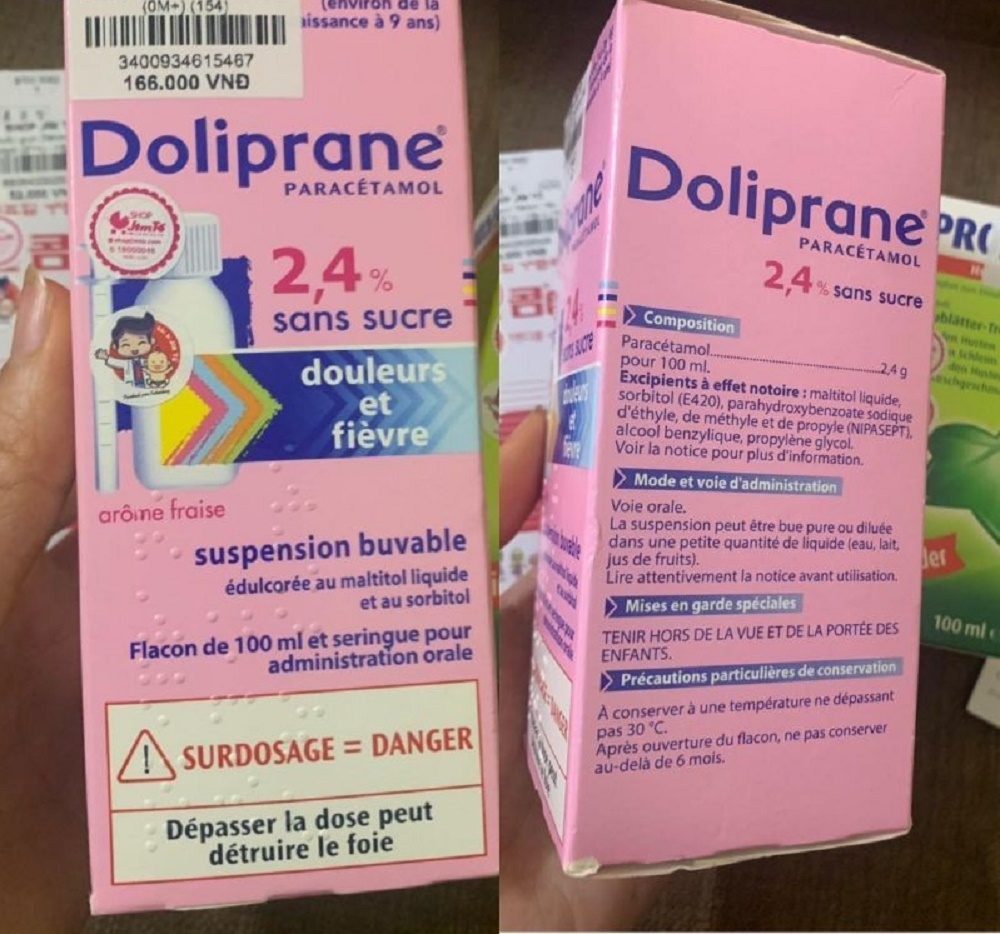 (0M+) (154)
3400934615467
166.000 VNĐ
(environ de la
naissance à 9 ans)
Doliprane®
PARACÉTAMOL
SHOP
JemTé
2,4 %
sans sucre
douleurs
et
fièvre
arôme fraise
suspension buvable
édulcorée au maltitol liquide
et au sorbitol
Flacon de 100 ml et seringue pour
administration orale
SURDOSAGE = DANGER
Dépasser la dose peut
détruire le foie
Doliprane®
PARACÉTAMOL
2,4 % sans sucre
Composition
Paracétamol..................................................2,4 g
pour 100 ml.
Excipients à effet notoire : maltitol liquide,
sorbitol (E420), parahydroxybenzoate sodique
d'éthyle, de méthyle et de propyle (NIPASEPT),
alcool benzylique, propylène glycol.
Voir la notice pour plus d'information.
Mode et voie d'administration
Voie orale.
La suspension peut être bue pure ou diluée
dans une petite quantité de liquide (eau, lait,
jus de fruits).
Lire attentivement la notice avant utilisation.
Mises en garde spéciales
TENIR HORS DE LA VUE ET DE LA PORTÉE DES
ENFANTS.
Précautions particulières de conservation
À conserver à une température ne dépassant
pas 30 °C.
Après ouverture du flacon, ne pas conserver
au-delà de 6 mois.
100 ml